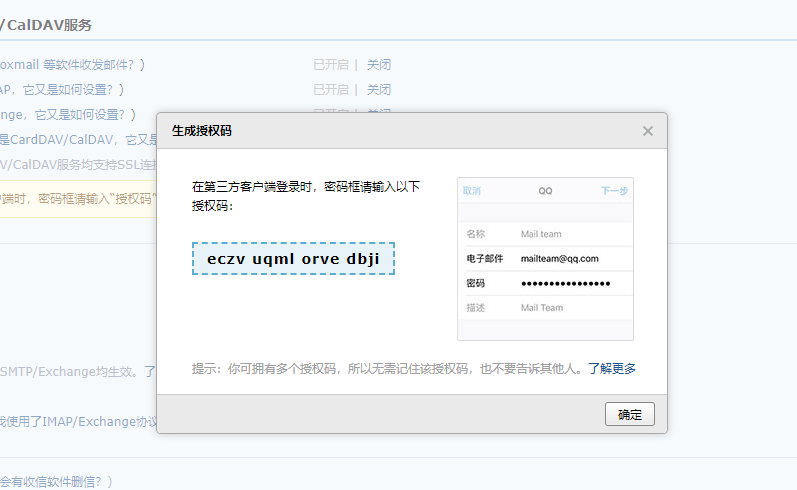 /CalDAV服务
oxmail 等软件收发邮件？)
已开启 | 关闭
AP，它又是如何设置？)
已开启 | 关闭
nge，它又是如何设置？)
已开启 | 关闭
是CardDAV/CalDAV，它又是
V/CalDAV服务均支持SSL连接
户端时，密码框请输入“授权码”
生成授权码
在第三方客户端登录时，密码框请输入以下
授权码：
eczv uqml orve dbji
取消 QQ 下一步
名称 Mail team
电子邮件 mailteam@qq.com
密码 ●●●●●●●●●●●●●●●●
描述 Mail Team
提示：你可拥有多个授权码，所以无需记住该授权码，也不要告诉其他人。了解更多
确定
SMTP/Exchange均生效。了
我使用了IMAP/Exchange协议
会有收信软件删信？)